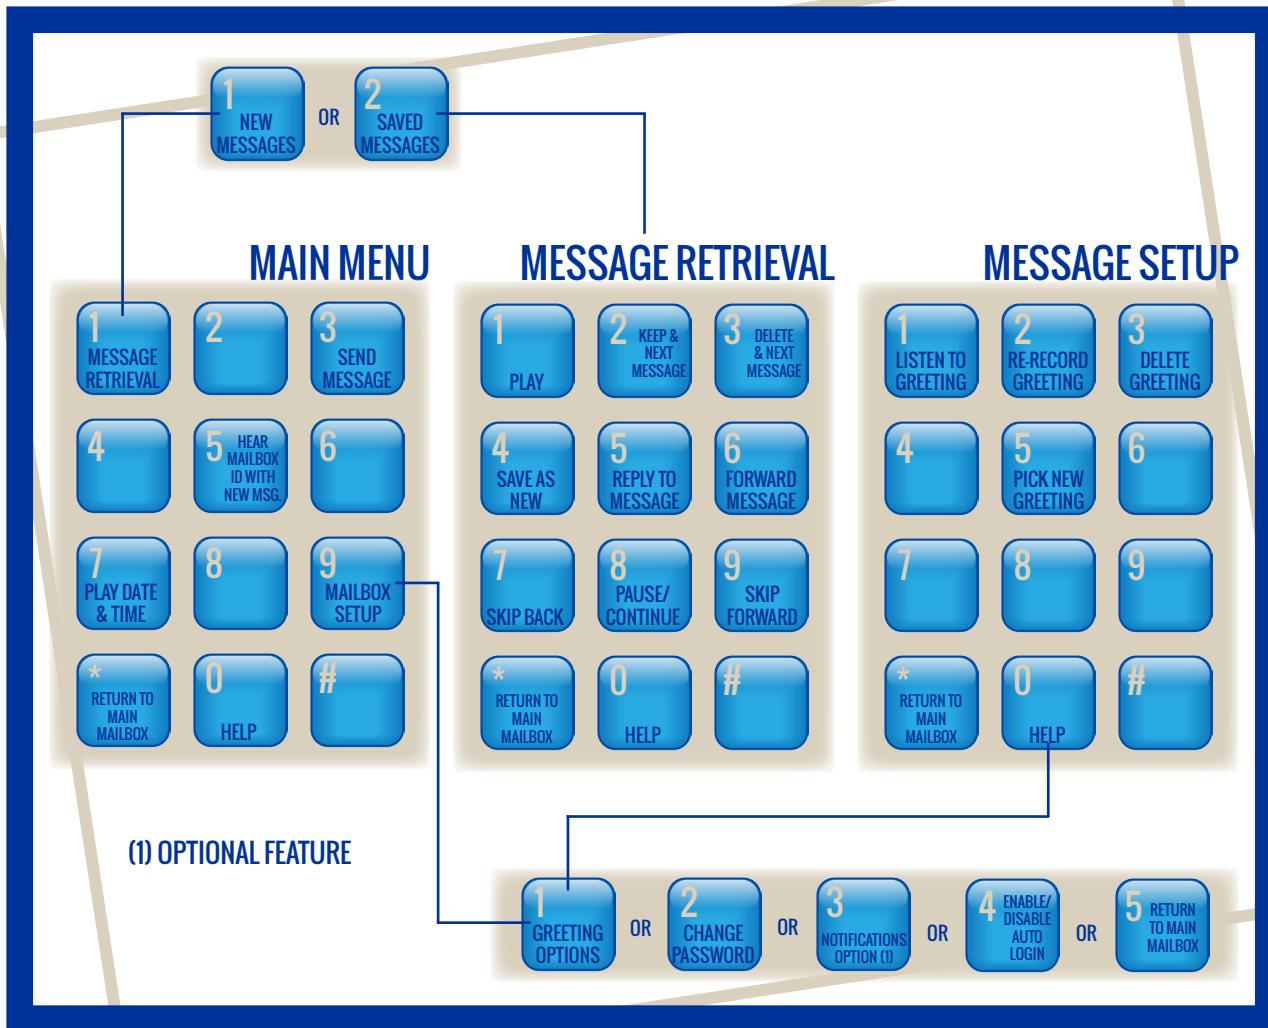 1
NEW
MESSAGES
OR
2
SAVED
MESSAGES
MAIN MENU
1
MESSAGE
RETRIEVAL
2
3
SEND
MESSAGE
4
5 HEAR
MAILBOX
ID WITH
NEW MSG.
6
7
PLAY DATE
& TIME
8
9
MAILBOX
SETUP
*
RETURN TO
MAIN
MAILBOX
0
HELP
#
MESSAGE RETRIEVAL
1
PLAY
2 KEEP &
NEXT
MESSAGE
3 DELETE
& NEXT
MESSAGE
4
SAVE AS
NEW
5
REPLY TO
MESSAGE
6
FORWARD
MESSAGE
7
SKIP BACK
8
PAUSE/
CONTINUE
9
SKIP
FORWARD
*
RETURN TO
MAIN
MAILBOX
0
HELP
#
MESSAGE SETUP
1
LISTEN TO
GREETING
2
RE-RECORD
GREETING
3
DELETE
GREETING
4
5
PICK NEW
GREETING
6
7
8
9
*
RETURN TO
MAIN
MAILBOX
0
HELP
#
(1) OPTIONAL FEATURE
1
GREETING
OPTIONS
OR
2
CHANGE
PASSWORD
OR
3
NOTIFICATIONS
OPTION (1)
OR
4 ENABLE/
DISABLE
AUTO
LOGIN
OR
5 RETURN
TO MAIN
MAILBOX